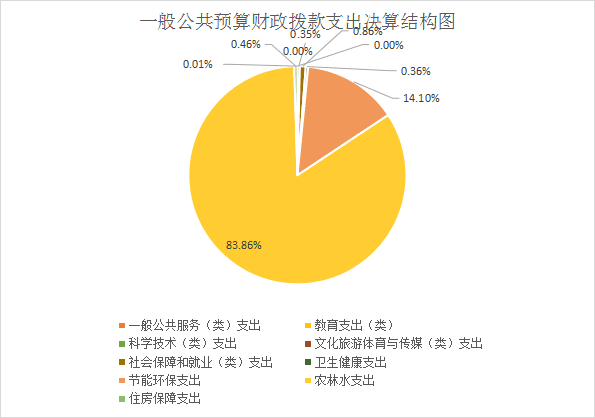 一般公共预算财政拨款支出决算结构图
0.35%
0.86%
0.46%
0.00%
0.00%
0.01%
0.36%
14.10%
83.86%
一般公共服务（类）支出
教育支出（类）
科学技术（类）支出
文化旅游体育与传媒（类）支出
社会保障和就业（类）支出
卫生健康支出
节能环保支出
农林水支出
住房保障支出